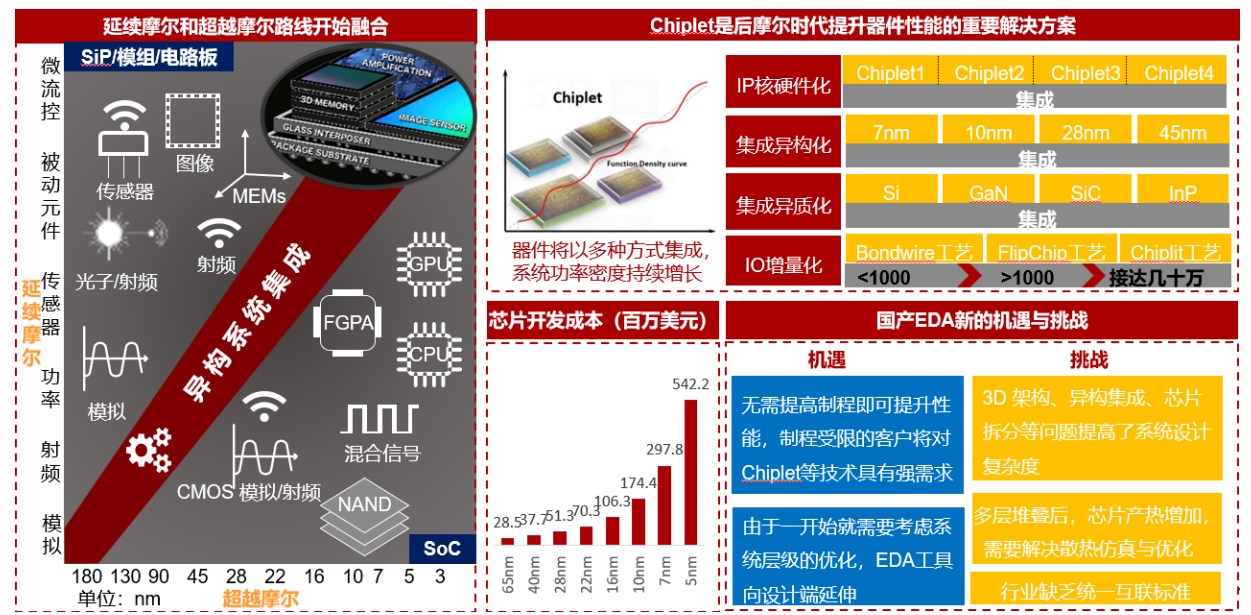 延续摩尔和超越摩尔路线开始融合
SiP/模组/电路板
微流控
被动元件
传感器
功率
射频
模拟
延续摩尔
POWER
AMPLIFICATION
3D MEMORY
IMAGE SENSOR
GLASS INTERPOSER
PACKAGE SUBSTRATE
传感器
图像
MEMs
光子/射频
射频
GPU
FGPA
CPU
模拟
异构系统集成
混合信号
CMOS 模拟/射频
NAND
SoC
180 130 90 45 28 22 16 10 7 5 3
单位：nm
超越摩尔
Chiplet是后摩尔时代提升器件性能的重要解决方案
Chiplet
Function Density curve
器件将以多种方式集成，
系统功率密度持续增长
IP核硬件化
Chiplet1 Chiplet2 Chiplet3 Chiplet4
集成
集成异构化
7nm 10nm 28nm 45nm
集成
集成异质化
Si GaN SiC InP
集成
IO增量化
Bondwire工艺 FlipChip工艺 Chiplit工艺
<1000 >1000 接达几十万
芯片开发成本（百万美元）
28.5 37.7 51.3 70.3 106.3 174.4 297.8 542.2
65nm 40nm 28nm 22nm 16nm 10nm 7nm 5nm
国产EDA新的机遇与挑战
机遇
无需提高制程即可提升性
能，制程受限的客户将对
Chiplet等技术具有强需求
由于一开始就需要考虑系
统层级的优化，EDA工具
向设计端延伸
挑战
3D 架构、异构集成、芯片
拆分等问题提高了系统设计
复杂度
多层堆叠后，芯片产热增加，
需要解决散热仿真与优化
行业缺乏统一互联标准